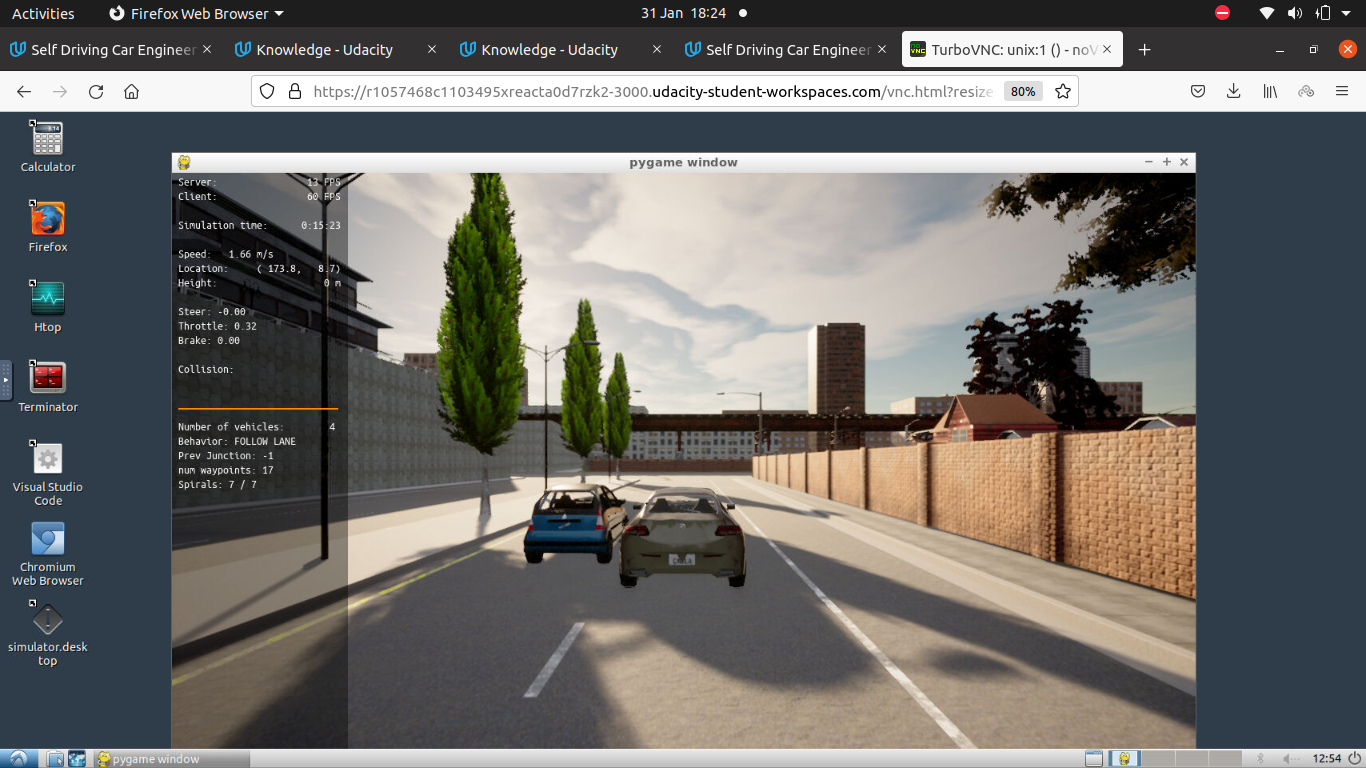 Activities
Firefox Web Browser
31 Jan 18:24
Self Driving Car Engineer
Knowledge - Udacity
Knowledge - Udacity
Self Driving Car Engineer
TurboVNC: unix:1 () - noV
https://r1057468c1103495xreacta0d7rzk2-3000.udacity-student-workspaces.com/vnc.html?resize
80%
Calculator
Firefox
Htop
Terminator
Visual Studio
Code
Chromium
Web Browser
simulator.desk
top
pygame window
Server: 13 FPS
Client: 60 FPS
Simulation time: 0:15:23
Speed: 1.66 m/s
Location: ( 173.8, 8.7)
Height: 0 m
Steer: -0.00
Throttle: 0.32
Brake: 0.00
Collision:
Number of vehicles: 4
Behavior: FOLLOW LANE
Prev Junction: -1
num waypoints: 17
Spirals: 7 / 7
pygame window
12:54